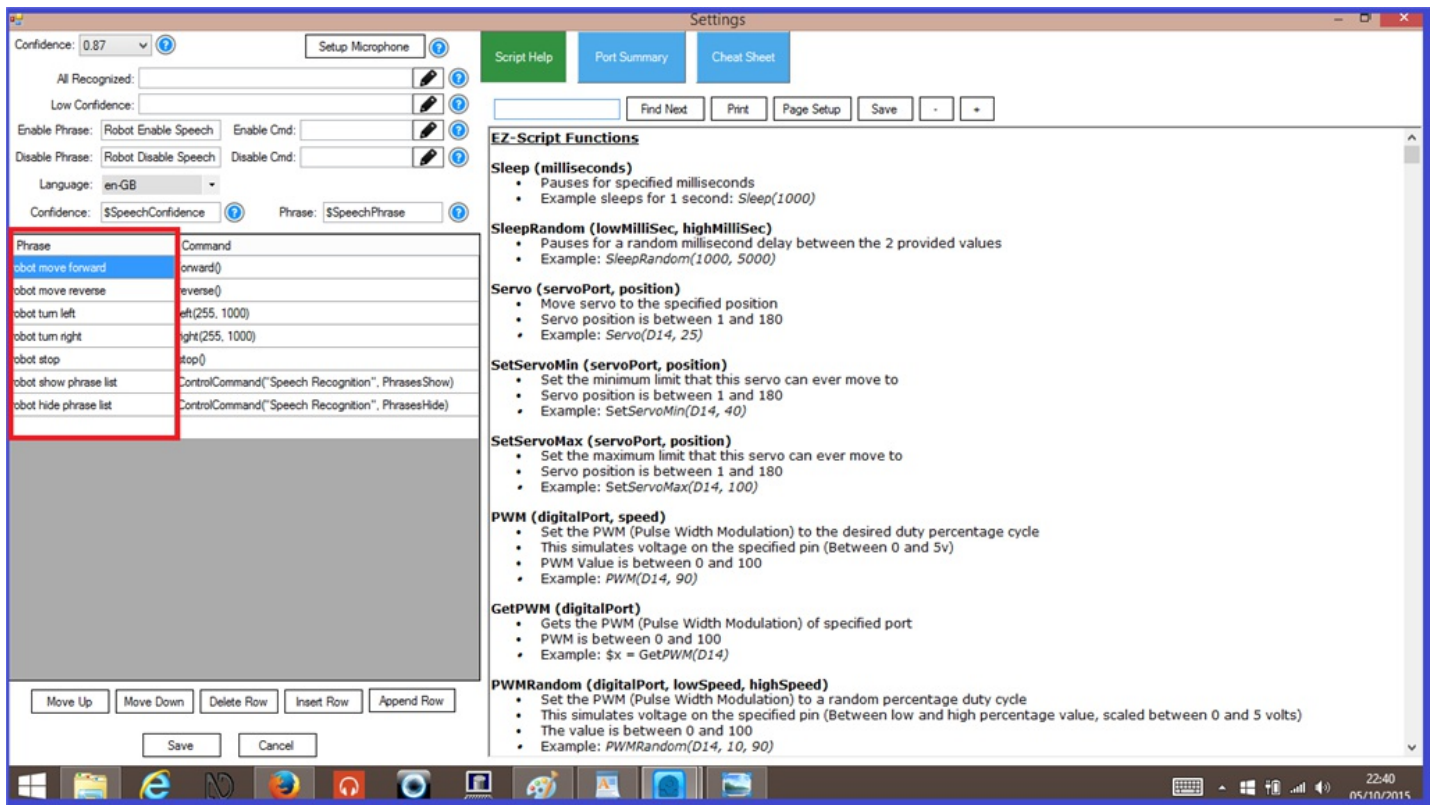 Settings
Confidence: 0.87
Setup Microphone
All Recognized:
Low Confidence:
Enable Phrase: Robot Enable Speech Enable Cmd:
Disable Phrase: Robot Disable Speech Disable Cmd:
Language: en-GB
Confidence: $SpeechConfidence Phrase: $SpeechPhrase
Phrase Command
robot move forward forward()
robot move reverse reverse()
robot turn left left(255, 1000)
robot turn right right(255, 1000)
robot stop stop()
robot show phrase list ControlCommand("Speech Recognition", PhrasesShow)
robot hide phrase list ControlCommand("Speech Recognition", PhrasesHide)
Move Up Move Down Delete Row Insert Row Append Row
Save Cancel
Script Help Port Summary Cheat Sheet
Find Next Print Page Setup Save - +
EZ-Script Functions
Sleep (milliseconds)
• Pauses for specified milliseconds
• Example sleeps for 1 second: Sleep(1000)
SleepRandom (lowMilliSec, highMilliSec)
• Pauses for a random millisecond delay between the 2 provided values
• Example: SleepRandom(1000, 5000)
Servo (servoPort, position)
• Move servo to the specified position
• Servo position is between 1 and 180
• Example: Servo(D14, 25)
SetServoMin (servoPort, position)
• Set the minimum limit that this servo can ever move to
• Servo position is between 1 and 180
• Example: SetServoMin(D14, 40)
SetServoMax (servoPort, position)
• Set the maximum limit that this servo can ever move to
• Servo position is between 1 and 180
• Example: SetServoMax(D14, 100)
PWM (digitalPort, speed)
• Set the PWM (Pulse Width Modulation) to the desired duty percentage cycle
• This simulates voltage on the specified pin (Between 0 and 5v)
• PWM Value is between 0 and 100
• Example: PWM(D14, 90)
GetPWM (digitalPort)
• Gets the PWM (Pulse Width Modulation) of specified port
• PWM is between 0 and 100
• Example: $x = GetPWM(D14)
PWMRandom (digitalPort, lowSpeed, highSpeed)
• Set the PWM (Pulse Width Modulation) to a random percentage duty cycle
• This simulates voltage on the specified pin (Between low and high percentage value, scaled between 0 and 5 volts)
• The value is between 0 and 100
• Example: PWMRandom(D14, 10, 90)
22:40
05/10/2015